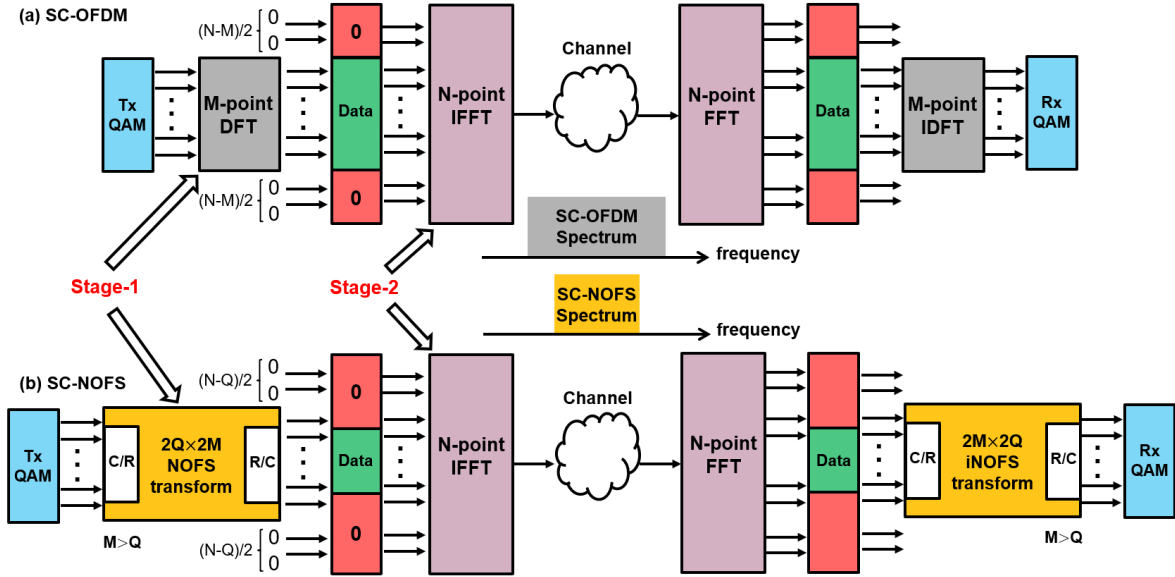 (a) SC-OFDM
(N-M)/2
0
0
0
Tx
QAM
M-point
DFT
Data
N-point
IFFT
Channel
N-point
FFT
Data
M-point
IDFT
Rx
QAM
(N-M)/2
0
0
0
SC-OFDM
Spectrum
frequency
Stage-1
Stage-2
SC-NOFS
Spectrum
frequency
(b) SC-NOFS
(N-Q)/2
0
0
0
Tx
QAM
C/R
2Q×2M
NOFS
transform
R/C
Data
N-point
IFFT
Channel
N-point
FFT
Data
C/R
2M×2Q
iNOFS
transform
R/C
Rx
QAM
M>Q
(N-Q)/2
0
0
0
M>Q